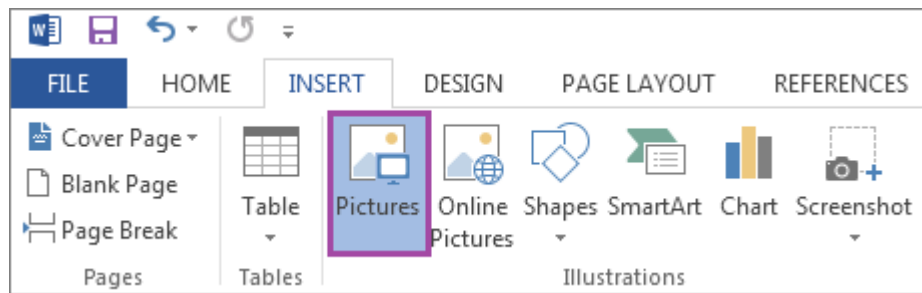 FILE HOME INSERT DESIGN PAGE LAYOUT REFERENCES
Cover Page
Blank Page
Page Break
Pages
Table
Tables
Pictures
Online
Pictures
Shapes
SmartArt
Chart
Screenshot
Illustrations